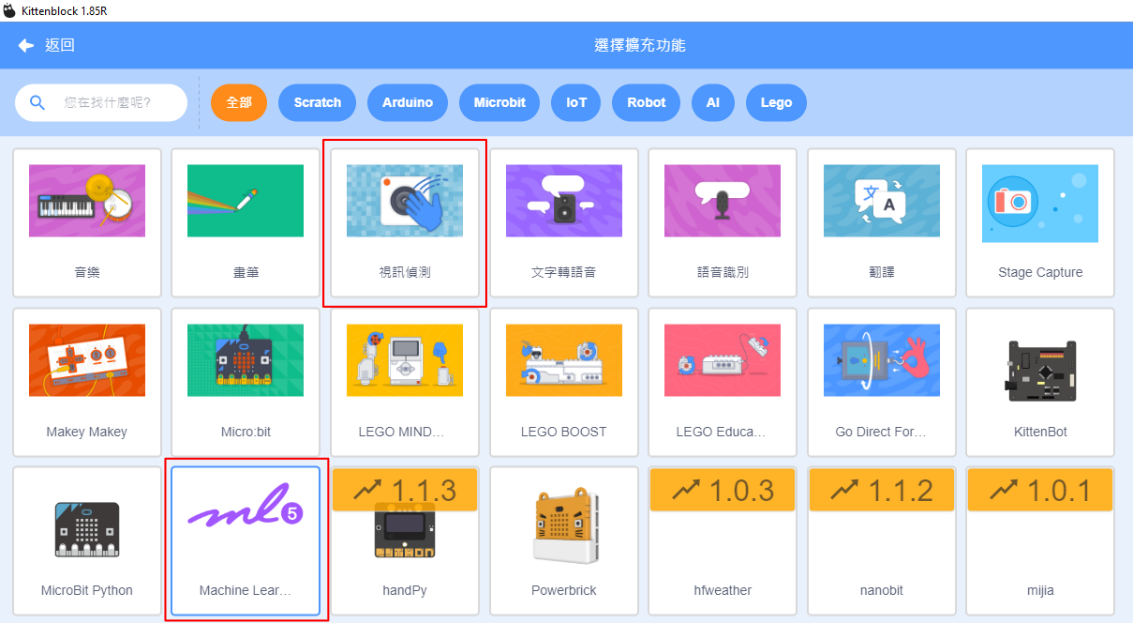 Kittenblock 1.85R
返回
選擇擴充功能
您在找什麼呢?
全部
Scratch
Arduino
Microbit
IoT
Robot
AI
Lego
文
A
音樂
畫筆
視訊偵測
文字轉語音
語音識別
翻譯
Stage Capture
Makey Makey
Micro:bit
LEGO MIND...
LEGO BOOST
LEGO Educa...
Go Direct For...
KittenBot
ml5
1.1.3
1.0.3
1.1.2
1.0.1
MicroBit Python
Machine Lear...
handPy
Powerbrick
hfweather
nanobit
mijia